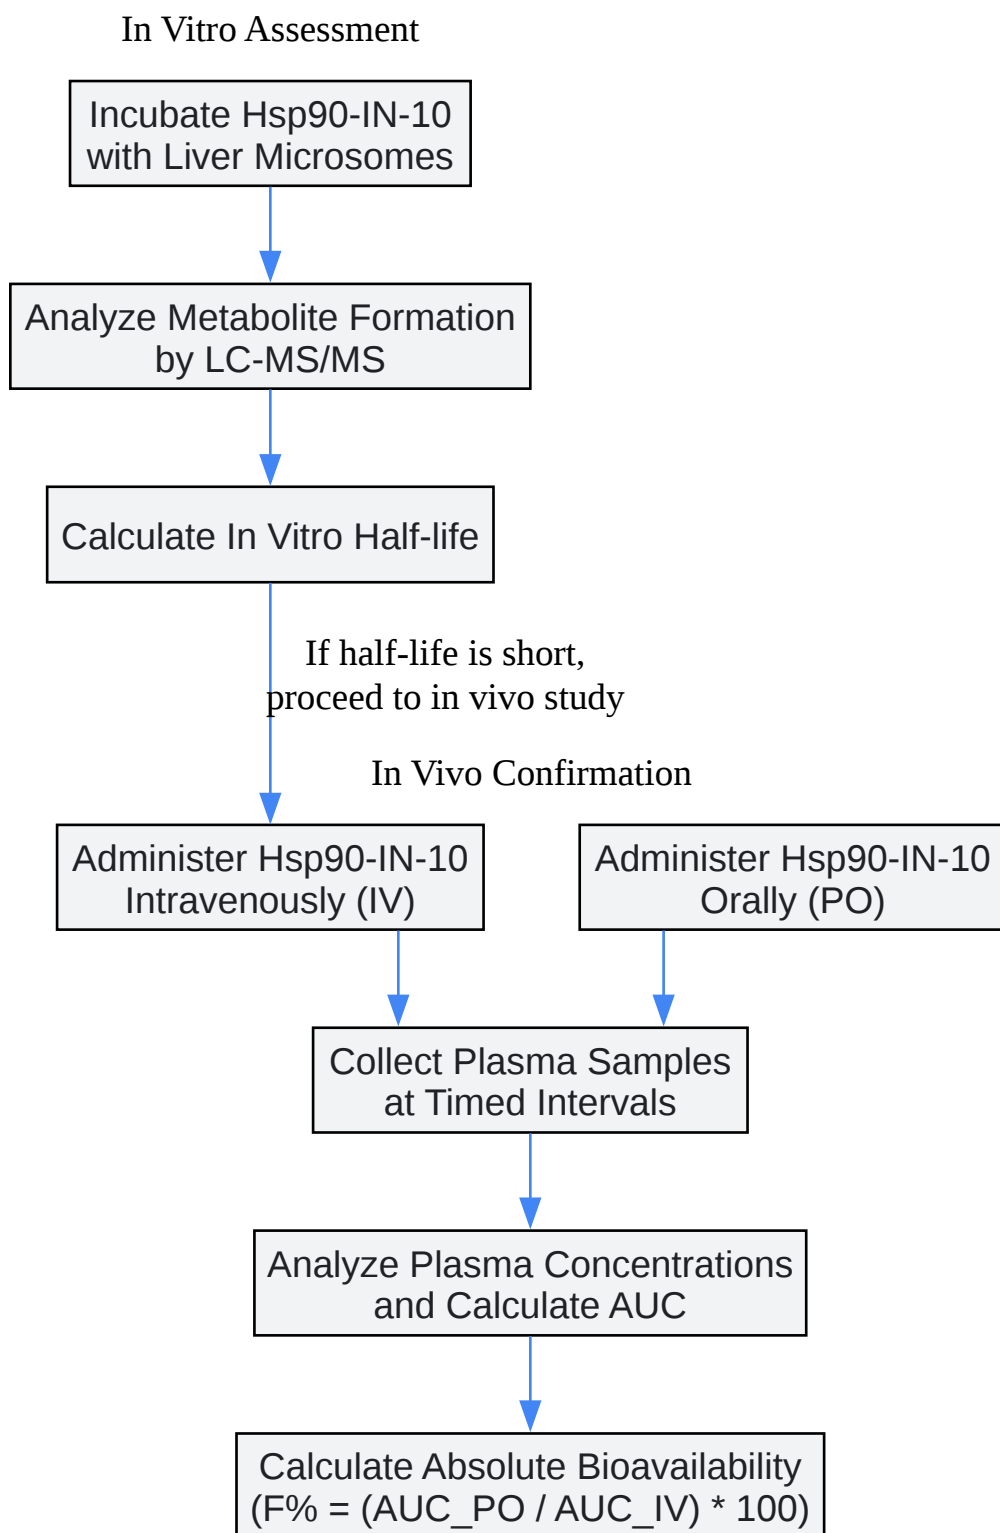 In Vitro Assessment
Incubate Hsp90-IN-10
with Liver Microsomes
Analyze Metabolite Formation
by LC-MS/MS
Calculate In Vitro Half-life
If half-life is short,
proceed to in vivo study
In Vivo Confirmation
Administer Hsp90-IN-10
Intravenously (IV)
Administer Hsp90-IN-10
Orally (PO)
Collect Plasma Samples
at Timed Intervals
Analyze Plasma Concentrations
and Calculate AUC
Calculate Absolute Bioavailability
(F% = (AUC_PO / AUC_IV) * 100)